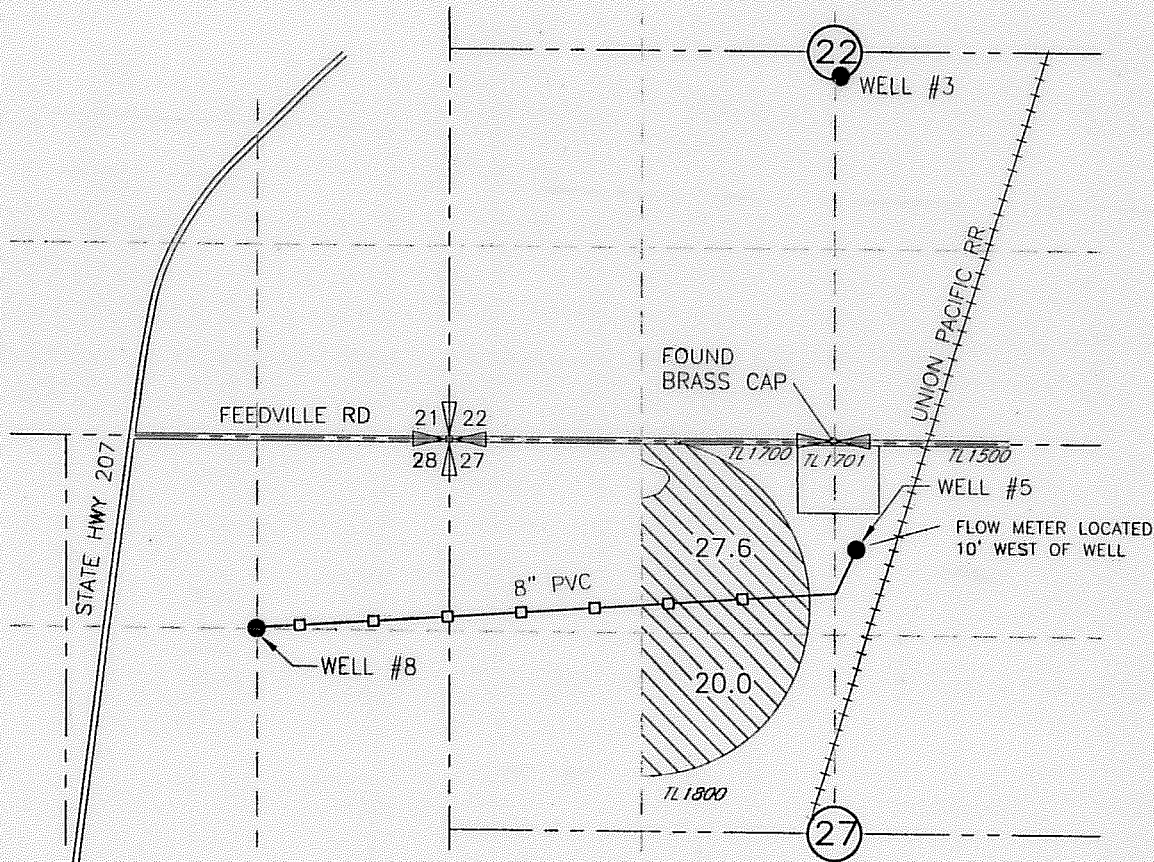 22
WELL #3
UNION PACIFIC RR
FOUND
BRASS CAP
FEEDVILLE RD
21 22
28 27
STATE HWY 207
TL1700
TL1701
TL1500
WELL #5
FLOW METER LOCATED
10' WEST OF WELL
27.6
8" PVC
WELL #8
20.0
TL1800
27